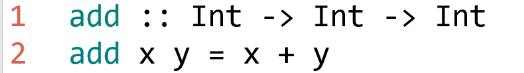 1 add :: Int -> Int -> Int
2 add x y = x + y